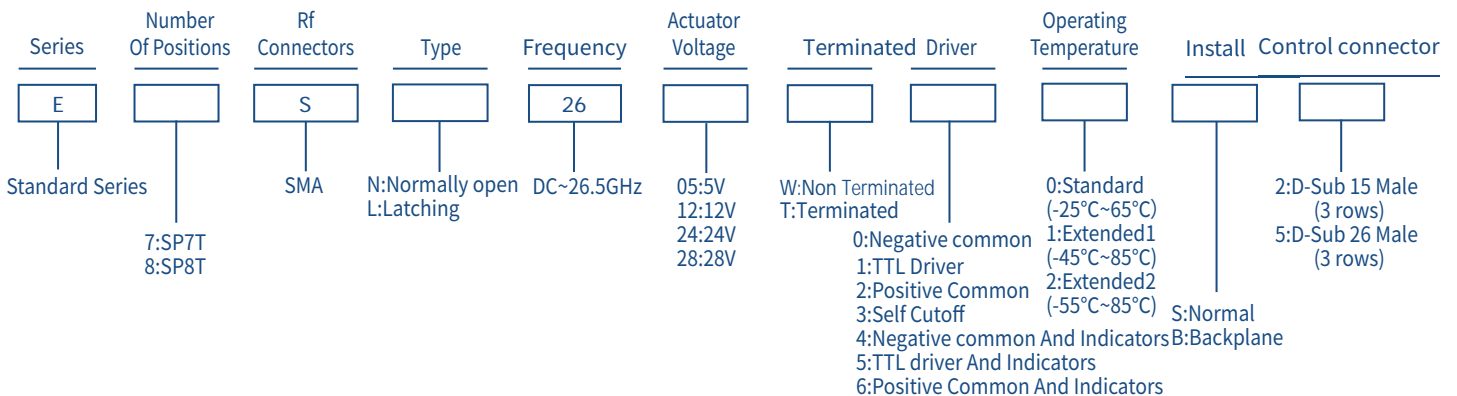 Series
Number
Of Positions
Rf
Connectors
Type
Frequency
Actuator
Voltage
Terminated
Driver
Operating
Temperature
Install
Control connector
E
S
26
Standard Series
7:SP7T
8:SP8T
SMA
N:Normally open
L:Latching
DC~26.5GHz
05:5V
12:12V
24:24V
28:28V
W:Non Terminated
T:Terminated
0:Negative common
1:TTL Driver
2:Positive Common
3:Self Cutoff
4:Negative common And Indicators
5:TTL driver And Indicators
6:Positive Common And Indicators
0:Standard
(-25°C~65°C)
1:Extended1
(-45°C~85°C)
2:Extended2
(-55°C~85°C)
S:Normal
B:Backplane
2:D-Sub 15 Male
(3 rows)
5:D-Sub 26 Male
(3 rows)